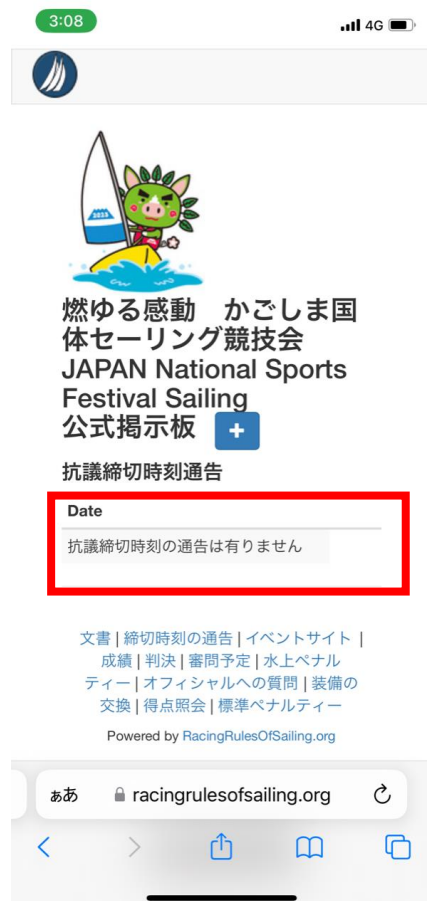 3:08
4G
2023
燃ゆる感動　かごしま国
体セーリング競技会
JAPAN National Sports
Festival Sailing
公式掲示板 +
抗議締切時刻通告
Date
抗議締切時刻の通告は有りません
文書 | 締切時刻の通告 | イベントサイト |
成績 | 判決 | 審問予定 | 水上ペナル
ティー | オフィシャルへの質問 | 装備の
交換 | 得点照会 | 標準ペナルティー
Powered by RacingRulesOfSailing.org
ぁあ racingrulesofsailing.org